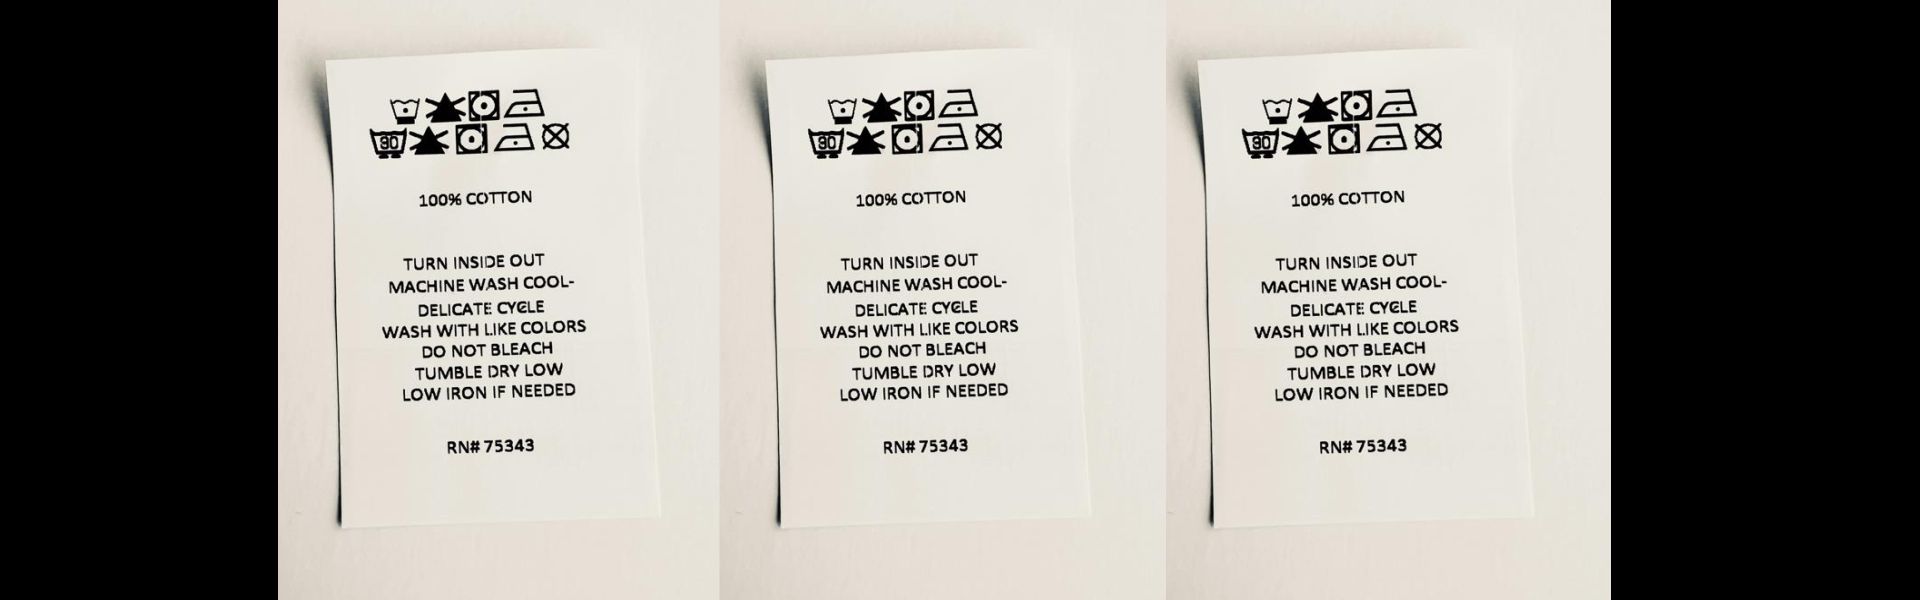 30
100% COTTON
TURN INSIDE OUT
MACHINE WASH COOL-
DELICATE CYCLE
WASH WITH LIKE COLORS
DO NOT BLEACH
TUMBLE DRY LOW
LOW IRON IF NEEDED
RN# 75343
30
100% COTTON
TURN INSIDE OUT
MACHINE WASH COOL-
DELICATE CYCLE
WASH WITH LIKE COLORS
DO NOT BLEACH
TUMBLE DRY LOW
LOW IRON IF NEEDED
RN# 75343
30
100% COTTON
TURN INSIDE OUT
MACHINE WASH COOL-
DELICATE CYCLE
WASH WITH LIKE COLORS
DO NOT BLEACH
TUMBLE DRY LOW
LOW IRON IF NEEDED
RN# 75343